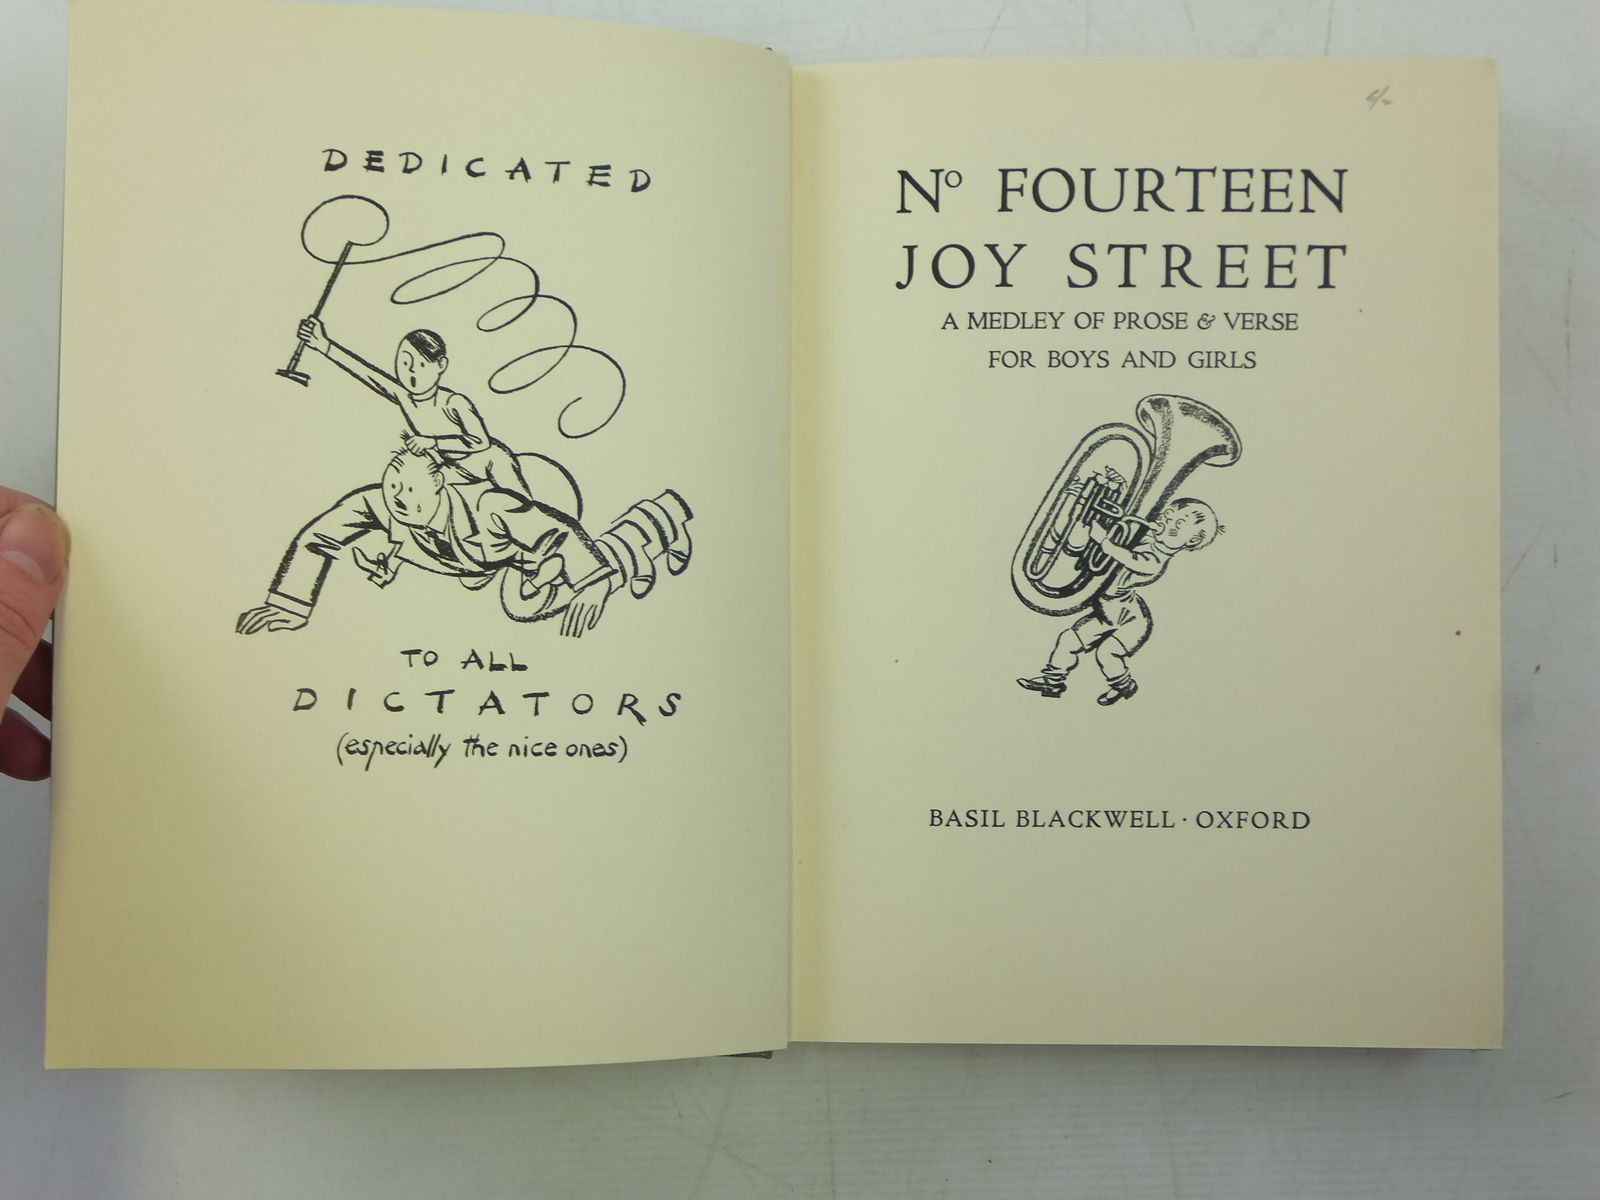 DEDICATED
TO ALL
DICTATORS
(especially the nice ones)
Nº FOURTEEN
JOY STREET
A MEDLEY OF PROSE & VERSE
FOR BOYS AND GIRLS
BASIL BLACKWELL · OXFORD